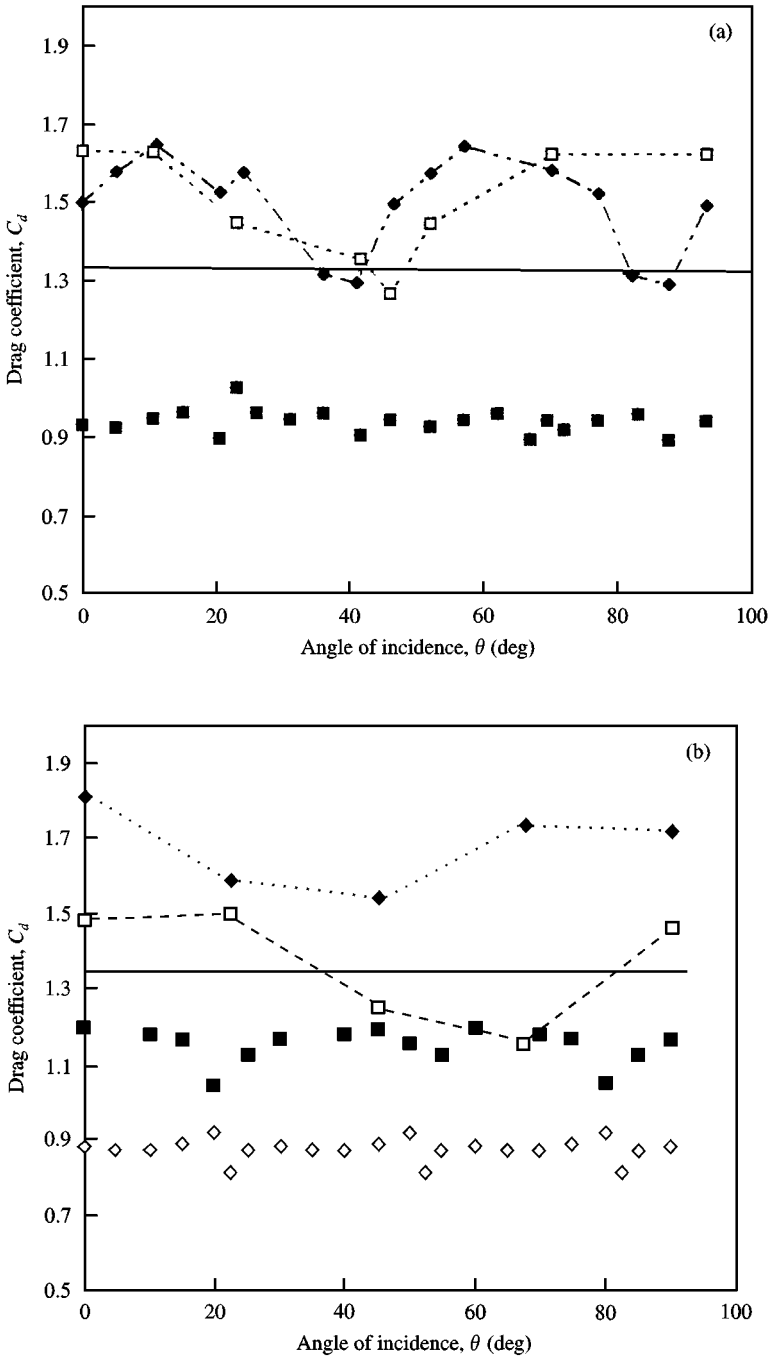 (a)
1.9
1.7
1.5
1.3
1.1
0.9
0.7
0.5
Drag coefficient, C_d
0 20 40 60 80 100
Angle of incidence, θ (deg)
(b)
1.9
1.7
1.5
1.3
1.1
0.9
0.7
0.5
Drag coefficient, C_d
0 20 40 60 80 100
Angle of incidence, θ (deg)